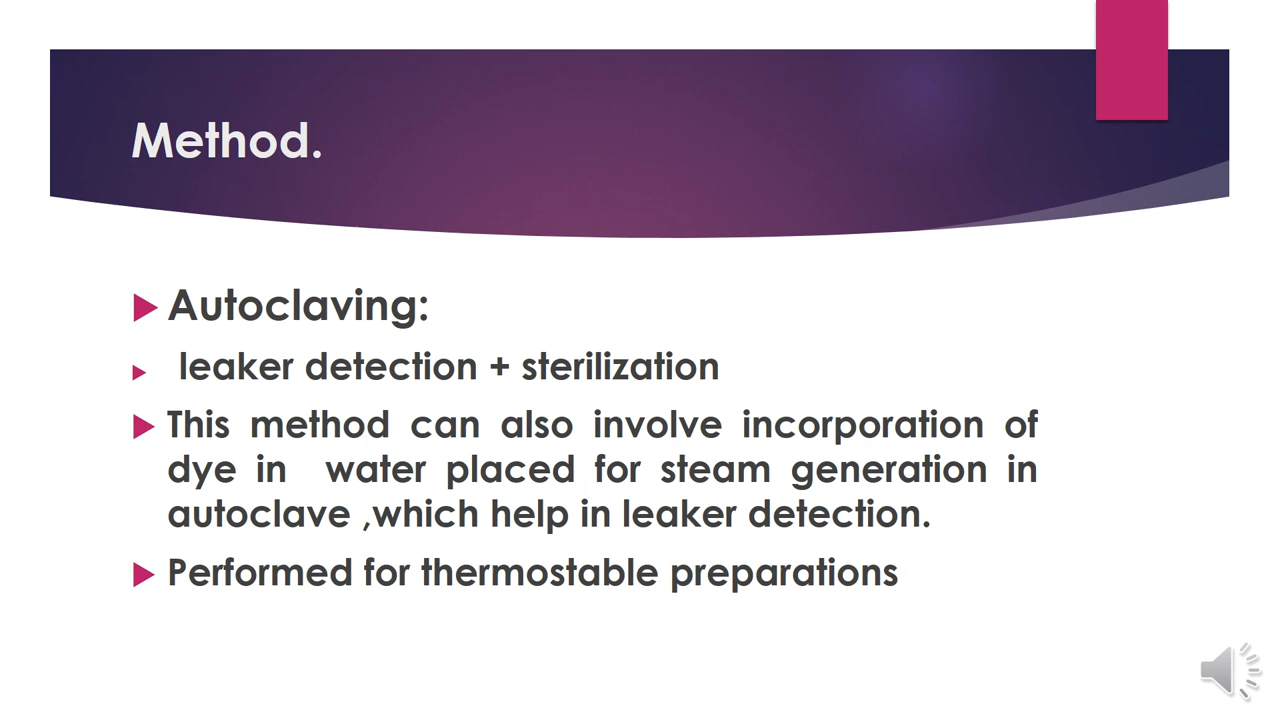 Method.
Autoclaving:
leaker detection + sterilization
This method can also involve incorporation of
dye in water placed for steam generation in
autoclave ,which help in leaker detection.
Performed for thermostable preparations